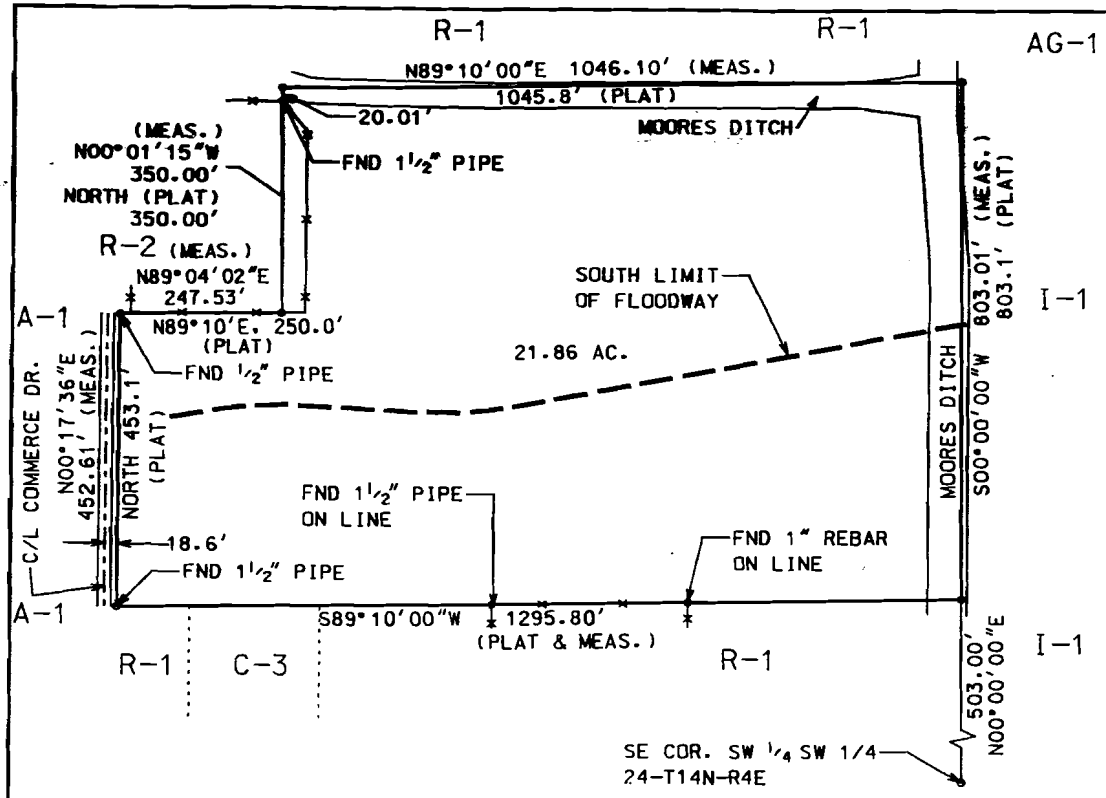 R-1
R-1
AG-1
N89°10'00"E 1046.10' (MEAS.)
1045.8' (PLAT)
20.01'
MOORES DITCH
(MEAS.)
N00°01'15"W
350.00'
NORTH (PLAT)
350.00'
FND 1 1/2" PIPE
R-2 (MEAS.)
N89°04'02"E
247.53'
N89°10'E. 250.0'
(PLAT)
A-1
FND 1/2" PIPE
SOUTH LIMIT
OF FLOODWAY
21.86 AC.
803.01' (MEAS.)
803.1' (PLAT)
S00°00'00"W
MOORES DITCH
I-1
C/L COMMERCE DR.
N00°17'36"E
452.61' (MEAS.)
NORTH 453.1'
(PLAT)
18.6'
FND 1 1/2" PIPE
FND 1 1/2" PIPE
ON LINE
FND 1" REBAR
ON LINE
A-1
S89°10'00"W 1295.80'
(PLAT & MEAS.)
R-1
C-3
R-1
I-1
503.00'
N00°00'00"E
SE COR. SW 1/4 SW 1/4
24-T14N-R4E